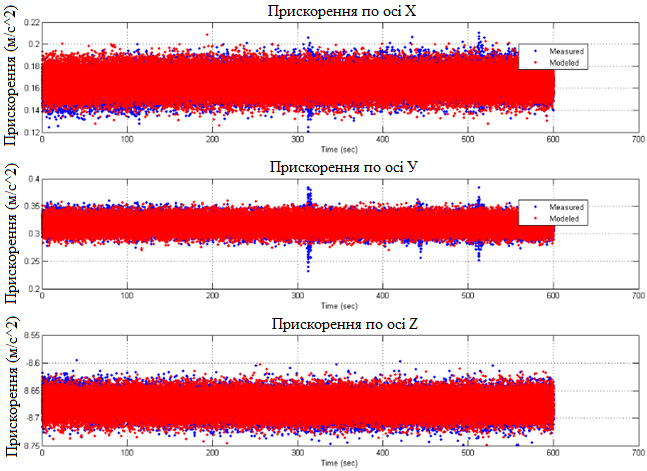 Прискорення по осі X
Прискорення (м/с^2)
0.22
0.2
0.18
0.16
0.14
0.12
0 100 200 300 400 500 600 700
Time (sec)
Measured
Modeled
Прискорення по осі У
Прискорення (м/с^2)
0.4
0.35
0.3
0.25
0.2
0 100 200 300 400 500 600 700
Time (sec)
Measured
Modeled
Прискорення по осі Z
Прискорення (м/с^2)
8.55
8.6
8.65
8.7
8.75
0 100 200 300 400 500 600 700
Time (sec)